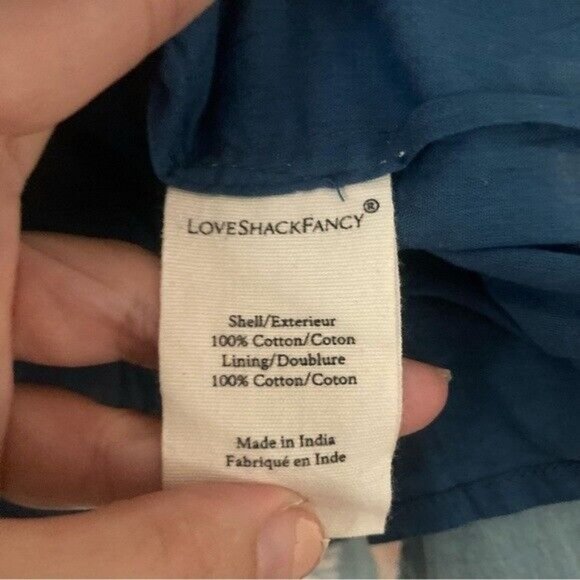 LOVESHACKFANCY®
Shell/Exterieur
100% Cotton/Coton
Lining/Doublure
100% Cotton/Coton
Made in India
Fabriqué en Inde